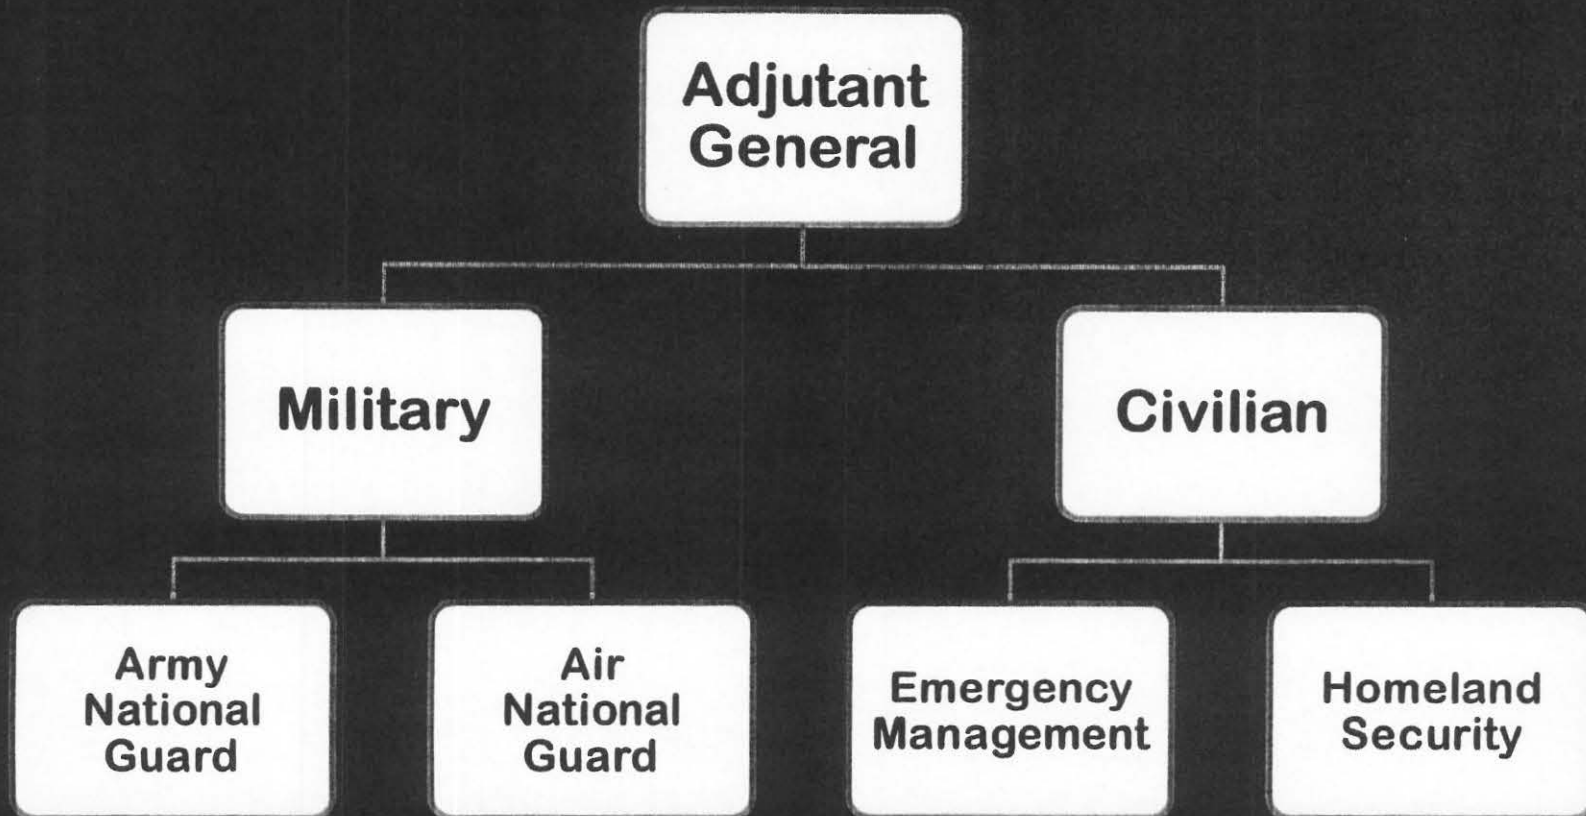 Adjutant
General
Military
Civilian
Army
National
Guard
Air
National
Guard
Emergency
Management
Homeland
Security